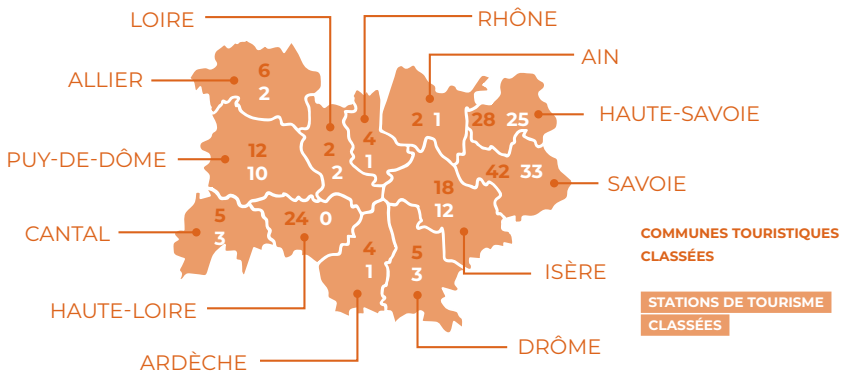 LOIRE
RHÔNE
AIN
ALLIER
6
2
HAUTE-SAVOIE
28 25
2 1
4
1
2
2
PUY-DE-DÔME
12
10
42 33
SAVOIE
18
12
CANTAL
5
3
24 0
4
1
5
3
COMMUNES TOURISTIQUES
CLASSÉES
ISÈRE
HAUTE-LOIRE
STATIONS DE TOURISME
CLASSÉES
DRÔME
ARDÈCHE